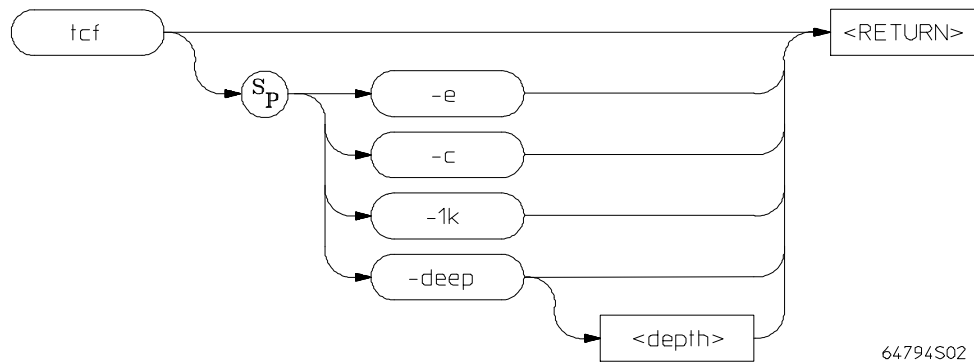 tcf
<RETURN>
SP
-e
-c
-1k
-deep
<depth>
64794S02